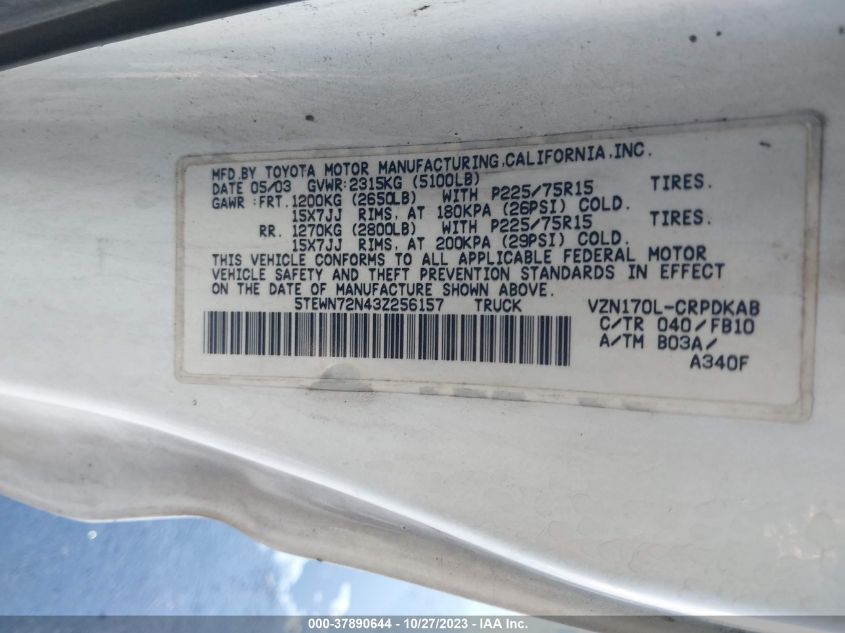 MFD.BY TOYOTA MOTOR MANUFACTURING,CALIFORNIA,INC.
DATE 05/03 GVWR:2315KG (5100LB)
GAWR :FRT.1200KG (2650LB) WITH P225/75R15 TIRES.
15X7JJ RIMS, AT 180KPA (26PSI) COLD.
RR. 1270KG (2800LB) WITH P225/75R15 TIRES.
15X7JJ RIMS, AT 200KPA (29PSI) COLD.
THIS VEHICLE CONFORMS TO ALL APPLICABLE FEDERAL MOTOR
VEHICLE SAFETY AND THEFT PREVENTION STANDARDS IN EFFECT
ON THE DATE OF MANUFACTURE SHOWN ABOVE.
5TEWN72N43Z256157 TRUCK VZN170L-CRPDKAB
C/TR 040/FB10
A/TM B03A/
A340F
000-37890644 / 10/27/2023 - IAA Inc.